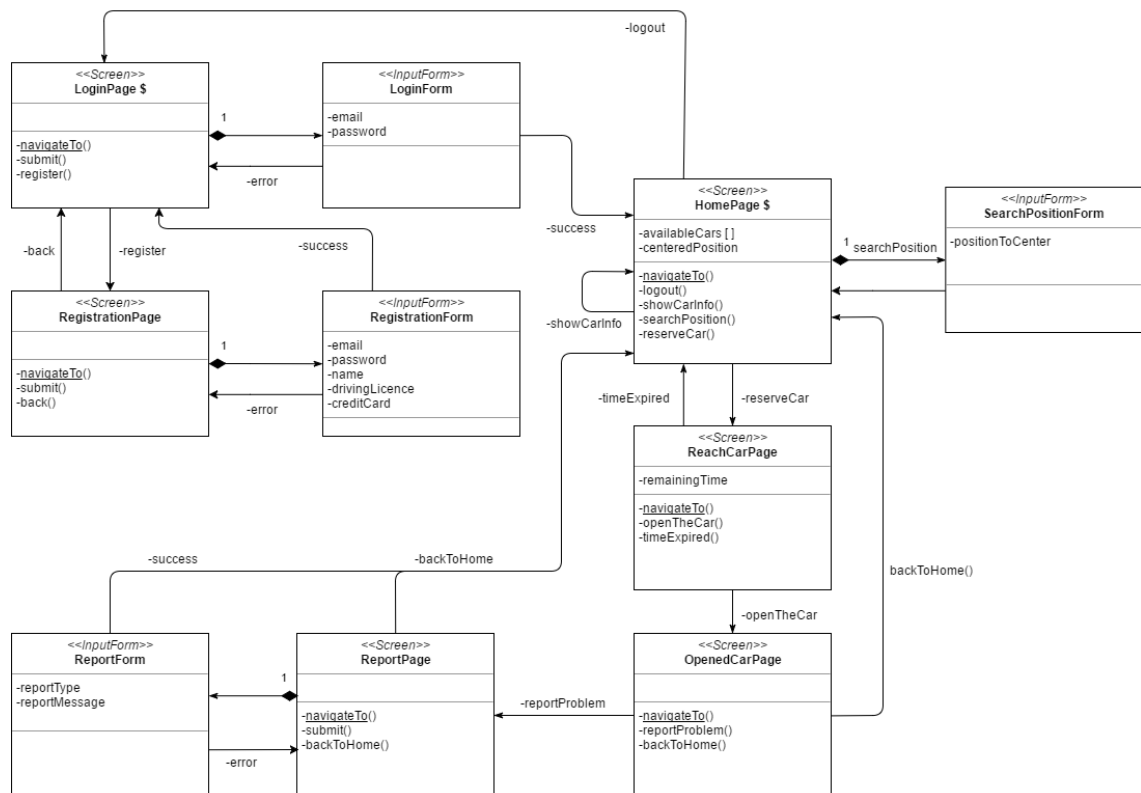 -logout
<<Screen>>
LoginPage $
-navigateTo()
-submit()
-register()
1
-error
<<InputForm>>
LoginForm
-email
-password
-success
<<Screen>>
HomePage $
-availableCars [ ]
-centeredPosition
-navigateTo()
-logout()
-showCarInfo()
-searchPosition()
-reserveCar()
-showCarInfo
1
searchPosition
<<InputForm>>
SearchPositionForm
-positionToCenter
-back
-register
-success
<<Screen>>
RegistrationPage
-navigateTo()
-submit()
-back()
1
-error
<<InputForm>>
RegistrationForm
-email
-password
-name
-drivingLicence
-creditCard
-timeExpired
-reserveCar
<<Screen>>
ReachCarPage
-remainingTime
-navigateTo()
-openTheCar()
-timeExpired()
-success
-backToHome
backToHome()
-openTheCar
<<InputForm>>
ReportForm
-reportType
-reportMessage
1
-error
<<Screen>>
ReportPage
-navigateTo()
-submit()
-backToHome()
-reportProblem
<<Screen>>
OpenedCarPage
-navigateTo()
-reportProblem()
-backToHome()